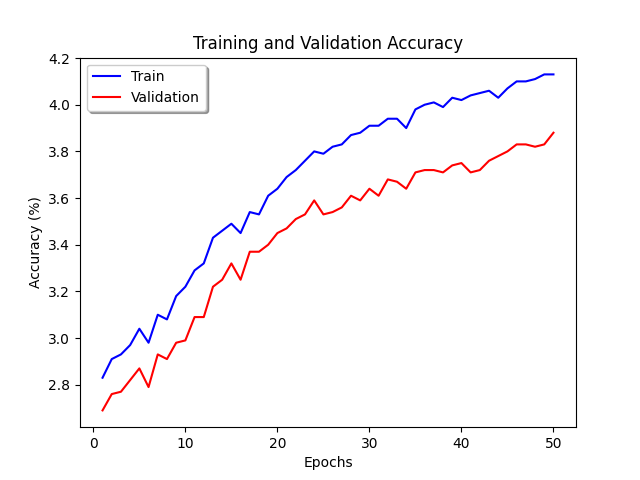 Training and Validation Accuracy
Train
Validation
4.2
4.0
3.8
3.6
3.4
3.2
3.0
2.8
Accuracy (%)
0 10 20 30 40 50
Epochs